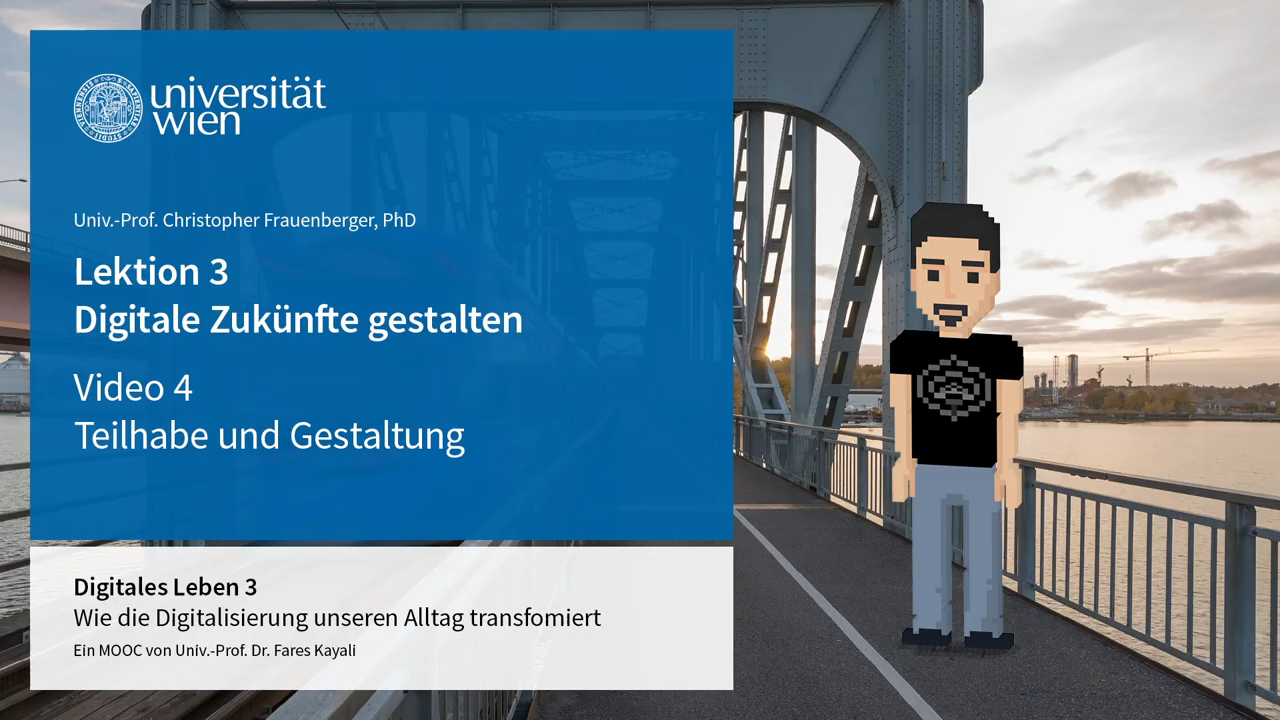 universität
wien
Univ.-Prof. Christopher Frauenberger, PhD
Lektion 3
Digitale Zukünfte gestalten
Video 4
Teilhabe und Gestaltung
Digitales Leben 3
Wie die Digitalisierung unseren Alltag transfomiert
Ein MOOC von Univ.-Prof. Dr. Fares Kayali